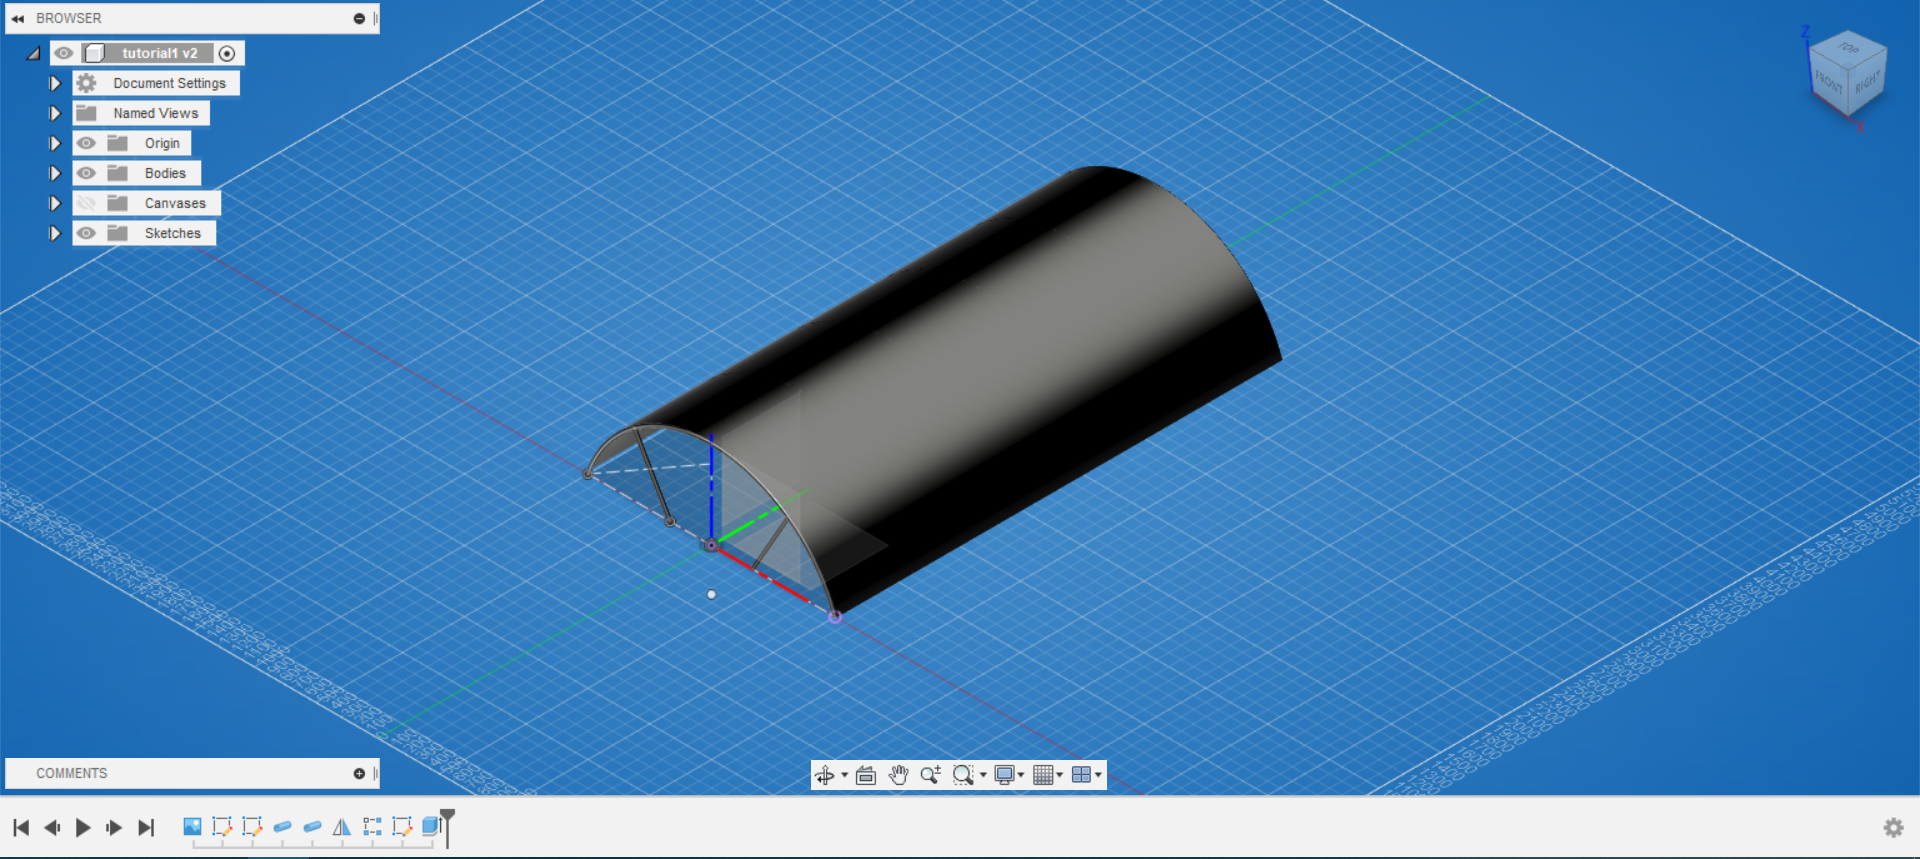 BROWSER
tutorial1 v2
Document Settings
Named Views
Origin
Bodies
Canvases
Sketches
Z
TOP
FRONT
RIGHT
X
COMMENTS